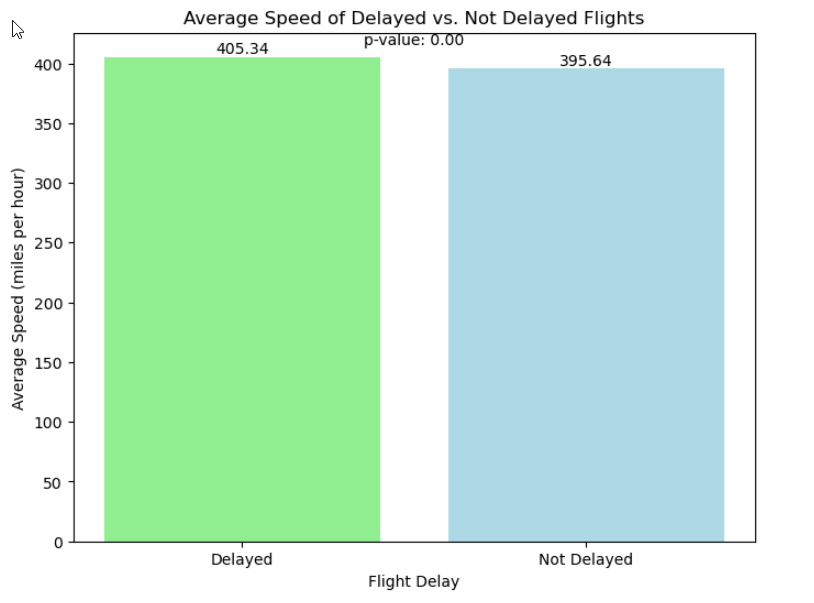 Average Speed of Delayed vs. Not Delayed Flights
p-value: 0.00
405.34
395.64
400
350
300
250
200
150
100
50
0
Average Speed (miles per hour)
Delayed
Not Delayed
Flight Delay